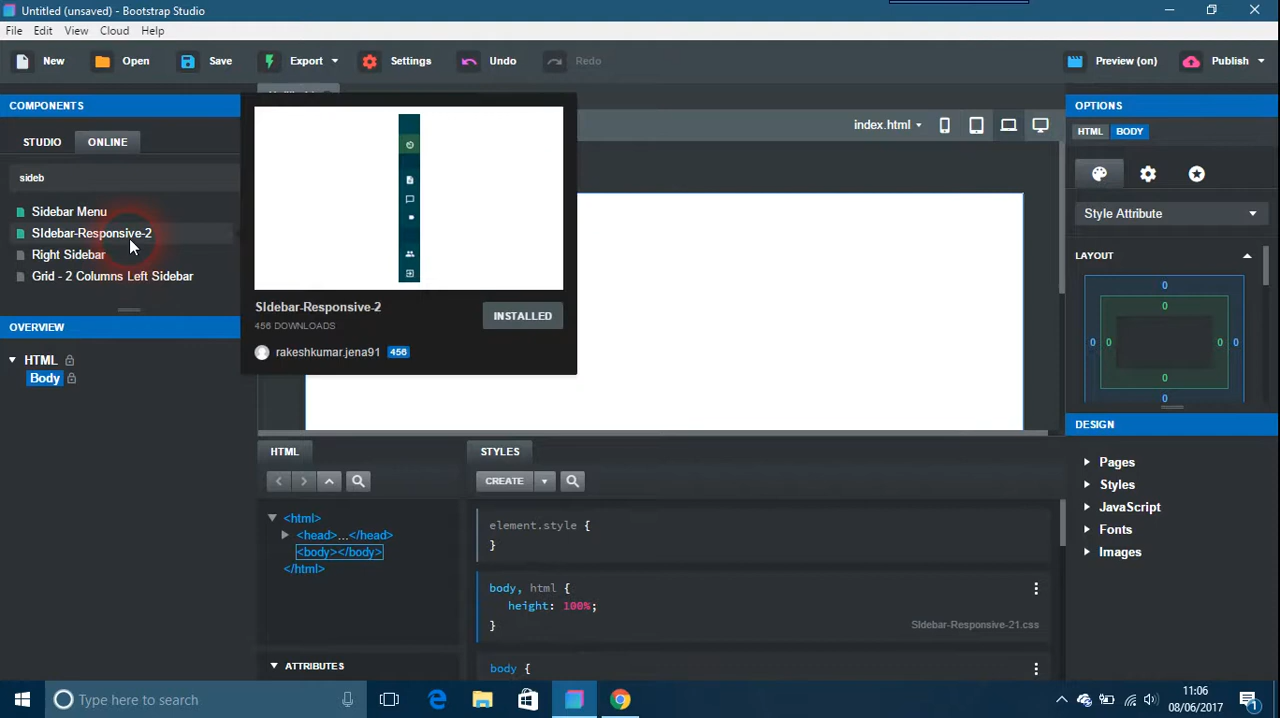 Untitled (unsaved) - Bootstrap Studio
File Edit View Cloud Help
New Open Save Export Settings Undo Redo Preview (on) Publish
COMPONENTS
STUDIO ONLINE
sideb
Sidebar Menu
SIdebar-Responsive-2
Right Sidebar
Grid - 2 Columns Left Sidebar
SIdebar-Responsive-2
456 DOWNLOADS
INSTALLED
rakeshkumar.jena91 456
index.html
OVERVIEW
HTML
Body
OPTIONS
HTML BODY
Style Attribute
LAYOUT
0
0
0 0 0 0
0
0
DESIGN
Pages
Styles
JavaScript
Fonts
Images
HTML
<html>
<head>...</head>
<body></body>
</html>
ATTRIBUTES
STYLES
CREATE
element.style {
}
body, html {
height: 100%;
}
SIdebar-Responsive-21.css
body {
Type here to search
11:06
08/06/2017
1